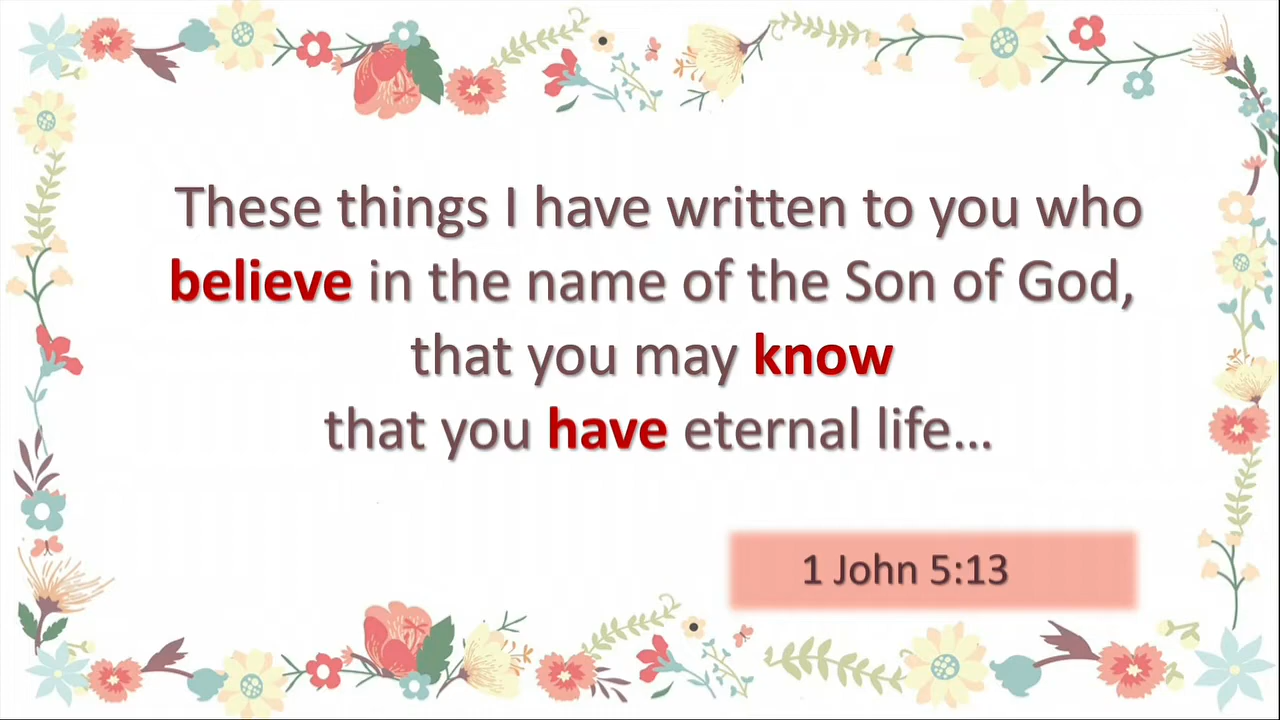 These things I have written to you who
believe in the name of the Son of God,
that you may know
that you have eternal life…
1 John 5:13